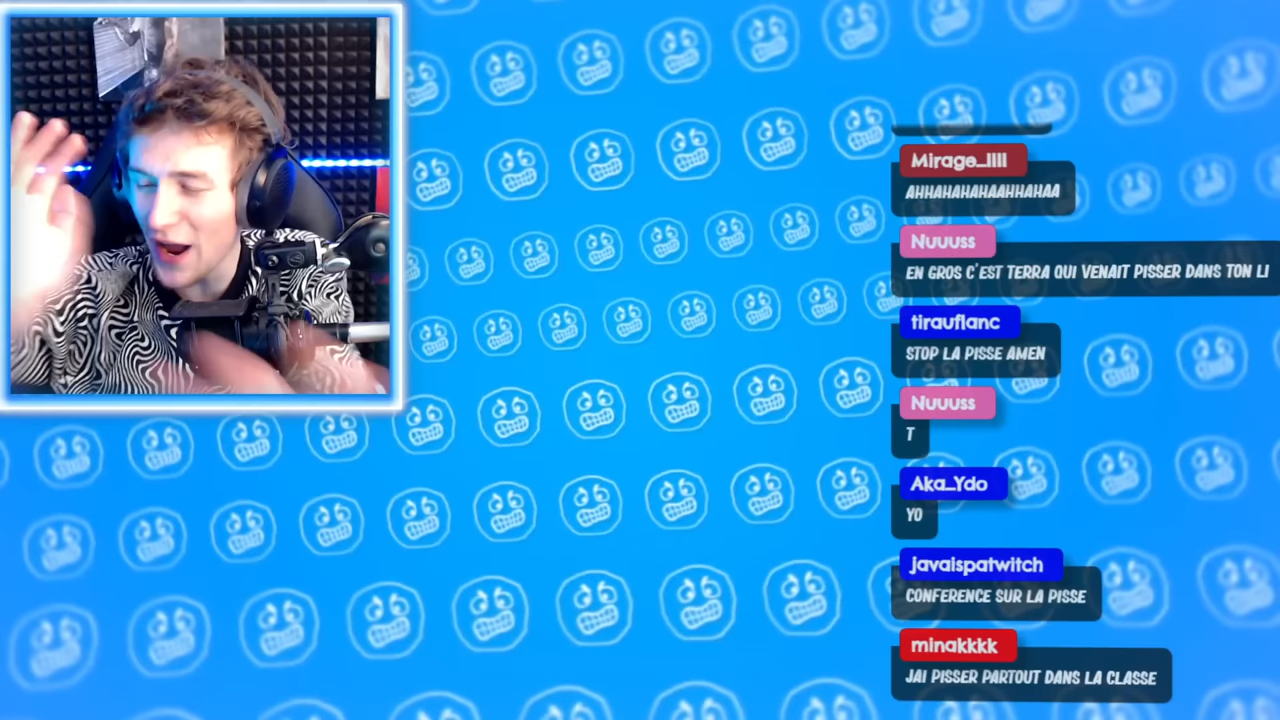 Mirage_IIII
AHHAHAHAHAAHHAHAA
Nuuuss
EN GROS C'EST TERRA QUI VENAIT PISSER DANS TON LI
tirauflanc
STOP LA PISSE AMEN
Nuuuss
T
Aka_Ydo
YO
javaispatwitch
CONFERENCE SUR LA PISSE
minakkkk
JAI PISSER PARTOUT DANS LA CLASSE